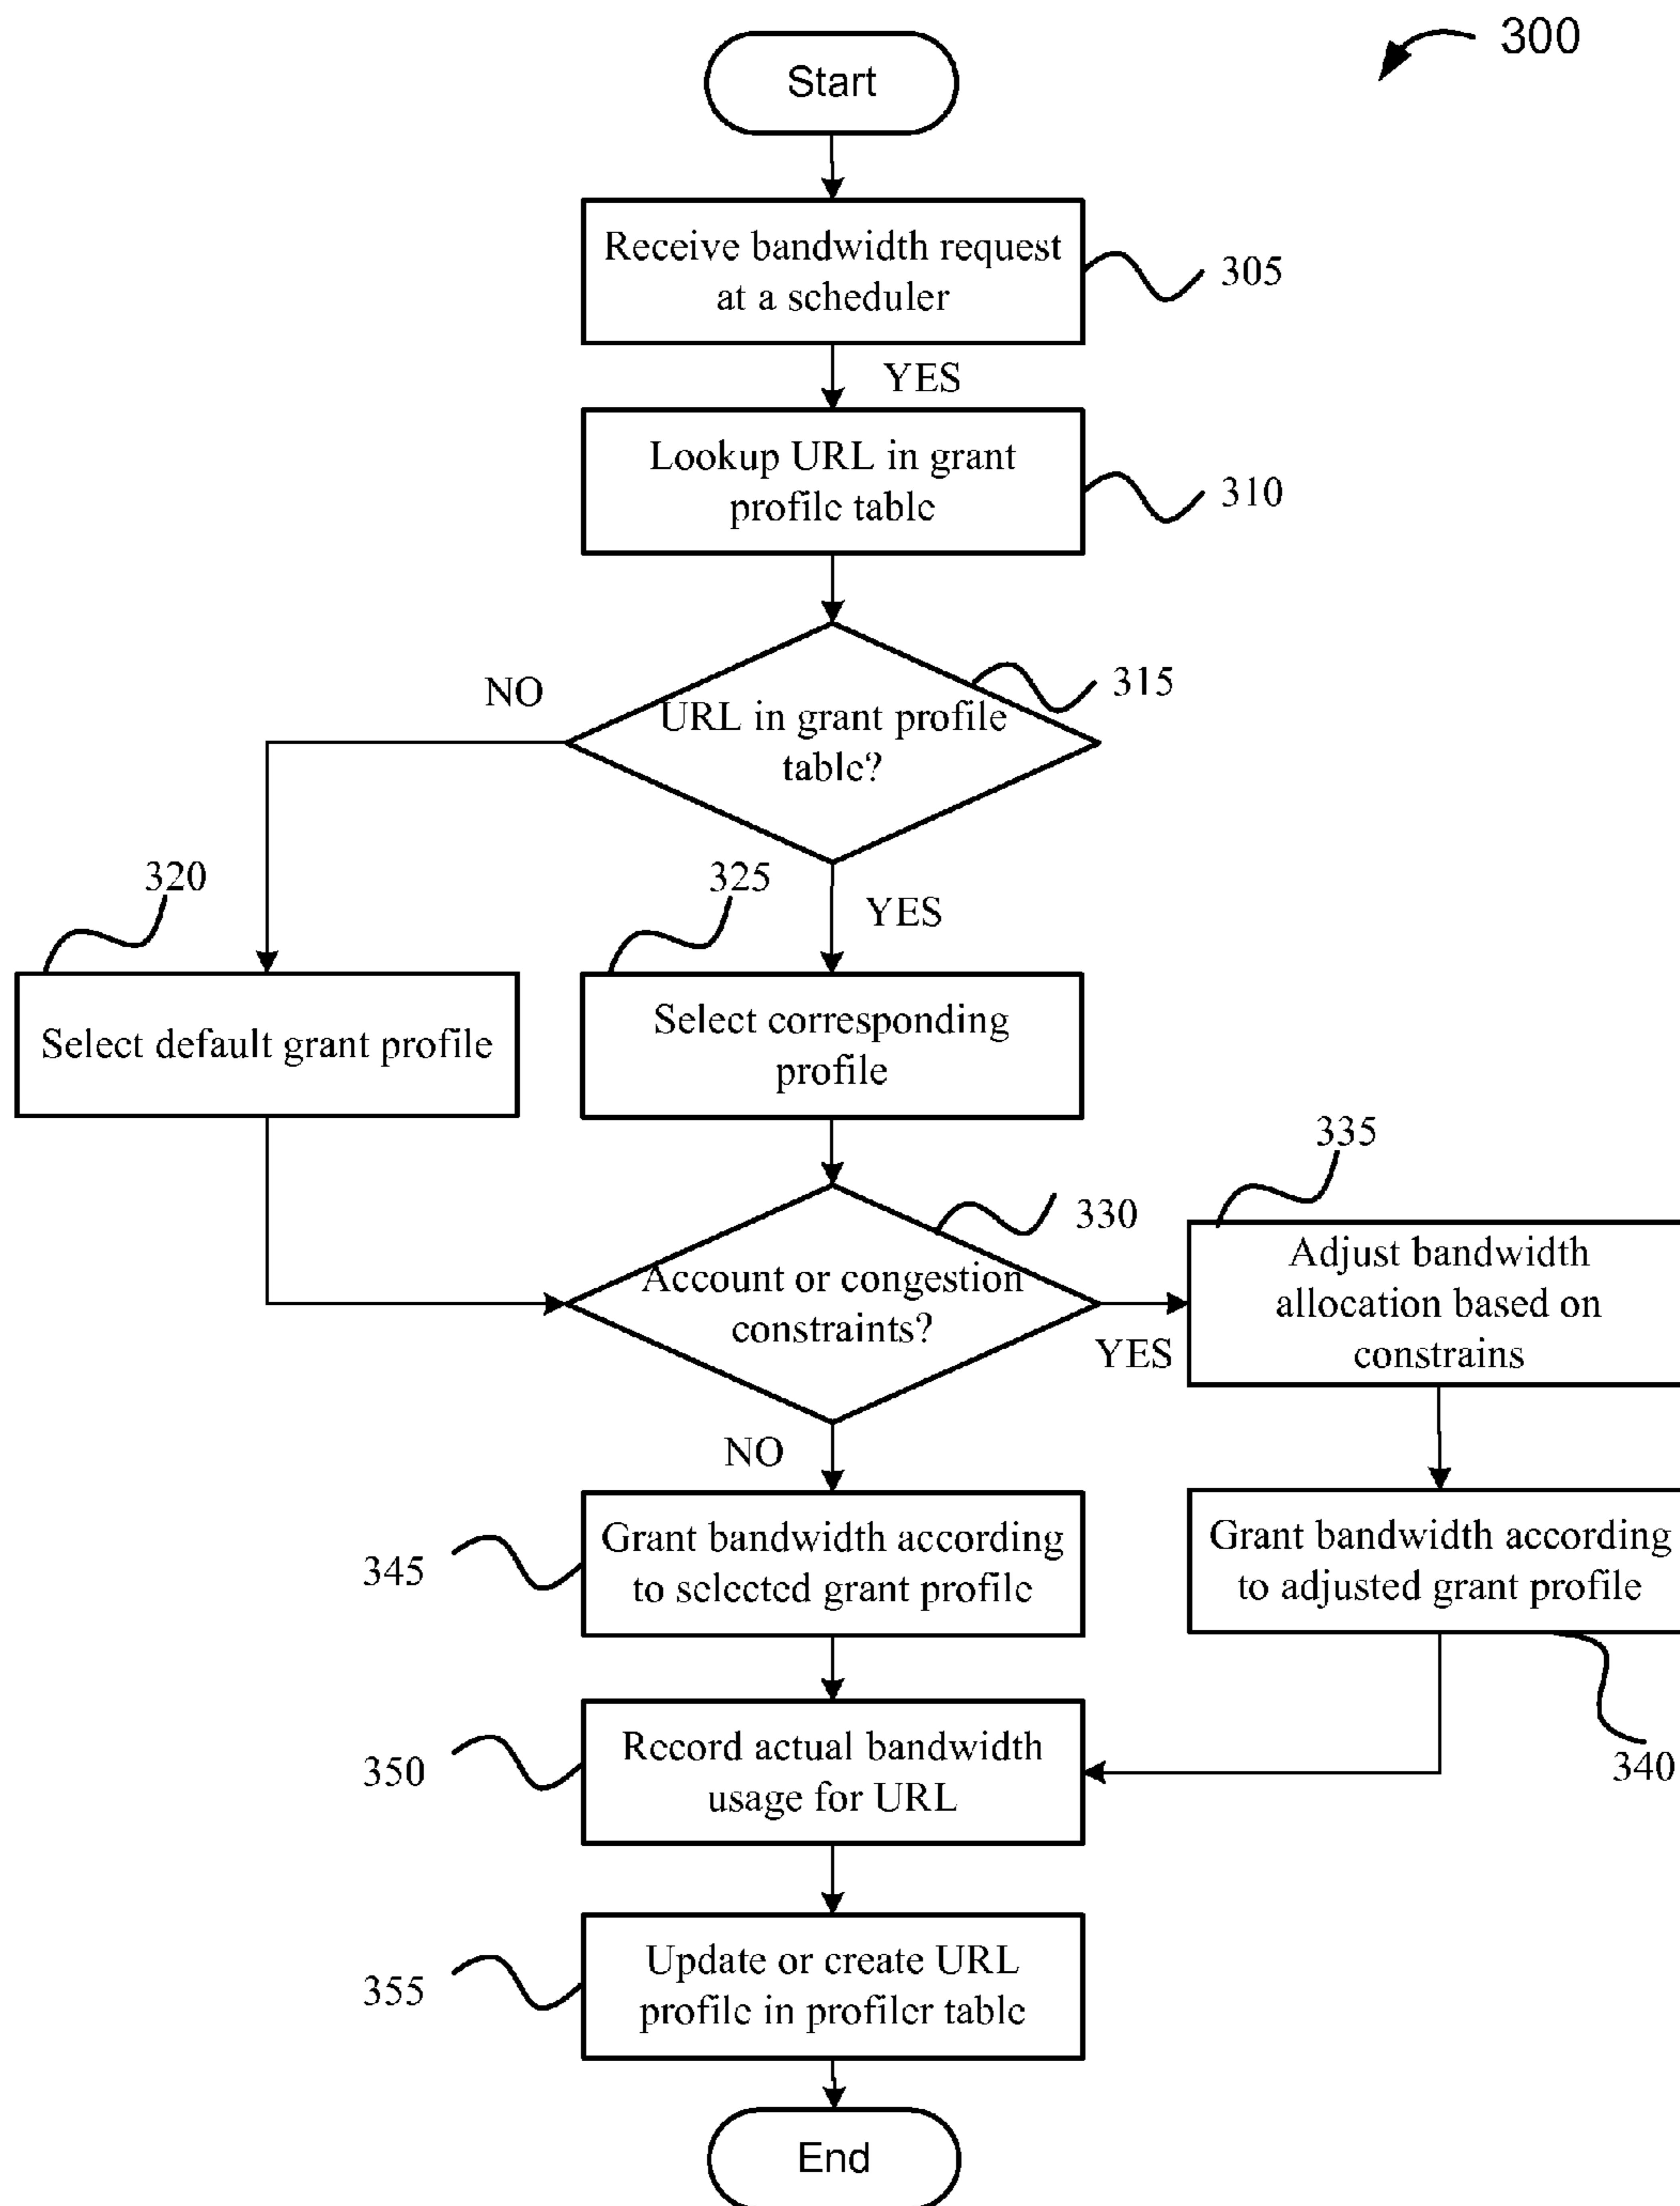 300
Start
Receive bandwidth request
at a scheduler
305
YES
Lookup URL in grant
profile table
310
315
NO
URL in grant profile
table?
320
325
YES
Select default grant profile
Select corresponding
profile
335
330
Account or congestion
constraints?
YES
Adjust bandwidth
allocation based on
constrains
NO
345
Grant bandwidth according
to selected grant profile
Grant bandwidth according
to adjusted grant profile
340
350
Record actual bandwidth
usage for URL
355
Update or create URL
profile in profiler table
End